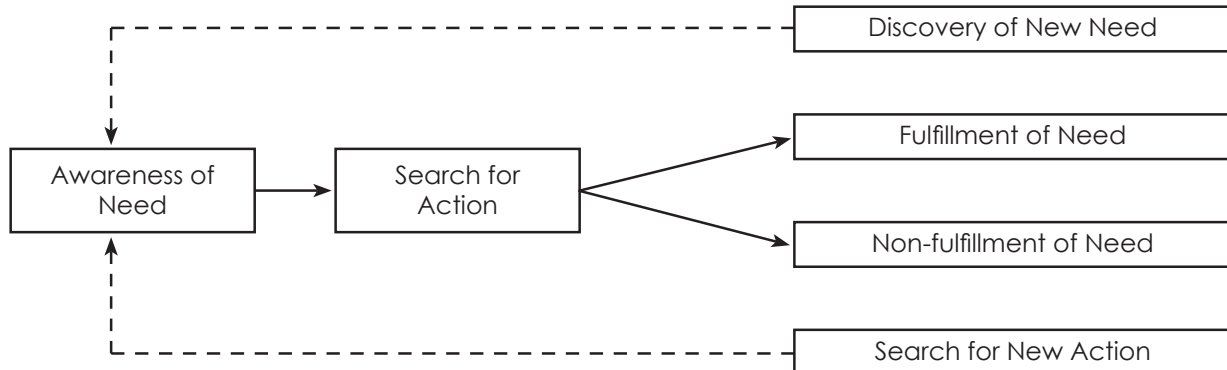 Discovery of New Need
Fulfillment of Need
Awareness of
Need
Search for
Action
Non-fulfillment of Need
Search for New Action